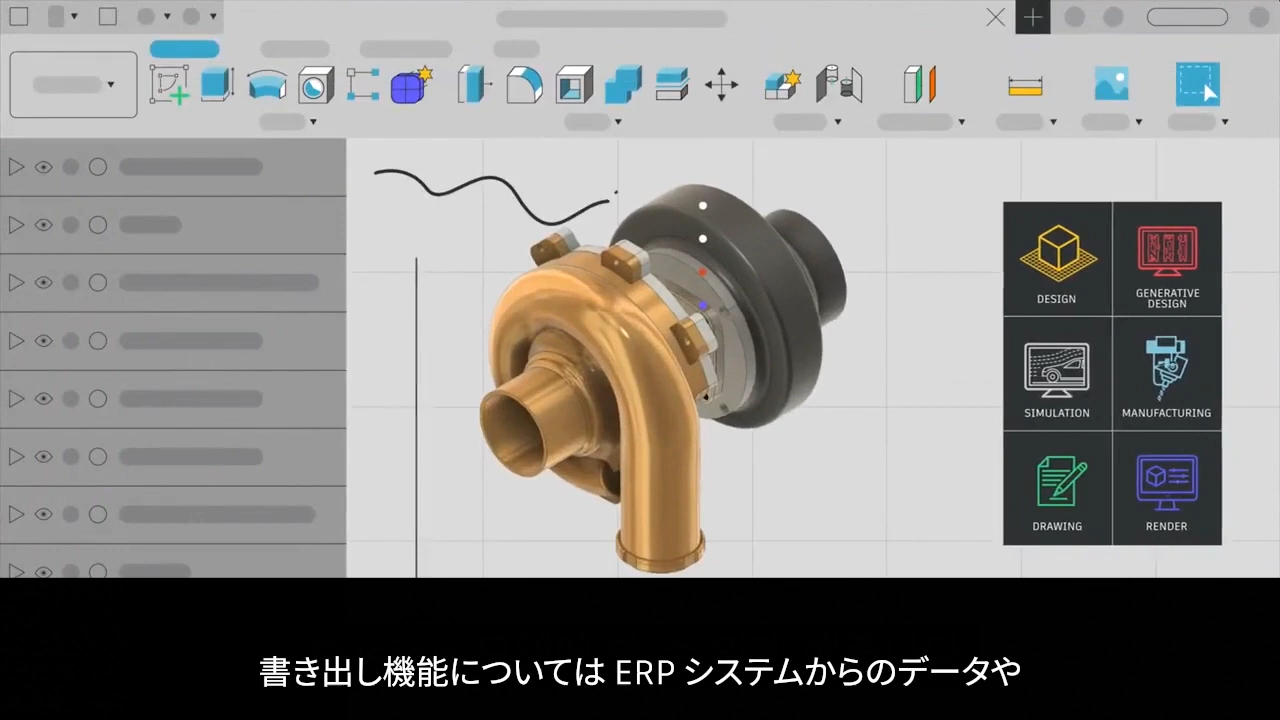 DESIGN
GENERATIVE
DESIGN
SIMULATION
MANUFACTURING
DRAWING
RENDER
書き出し機能については ERP システムからのデータや